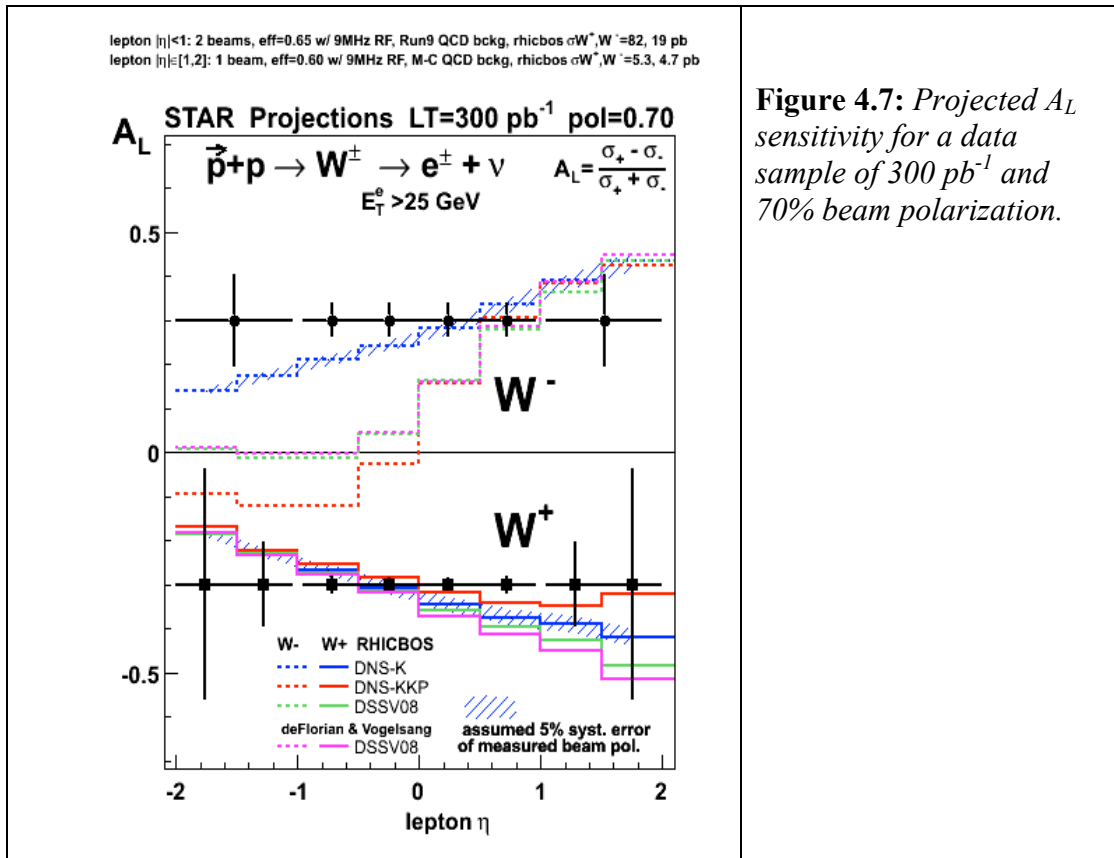 lepton |η|<1: 2 beams, eff=0.65 w/ 9MHz RF, Run9 QCD bckg, rhicbos σW⁺,W⁻=82, 19 pb
lepton |η|∈[1,2]: 1 beam, eff=0.60 w/ 9MHz RF, M-C QCD bckg, rhicbos σW⁺,W⁻=5.3, 4.7 pb
A_L
STAR Projections LT=300 pb⁻¹ pol=0.70
p⃗+p → W± → e± + ν
A_L = (σ₊ - σ₋)/(σ₊ + σ₋)
E_T^e >25 GeV
0.5
W⁻
0
W⁺
-0.5
W- W+ RHICBOS
DNS-K
DNS-KKP
DSSV08
deFlorian & Vogelsang
DSSV08
assumed 5% syst. error
of measured beam pol.
-2 -1 0 1 2
lepton η
Figure 4.7: Projected A_L
sensitivity for a data
sample of 300 pb⁻¹ and
70% beam polarization.